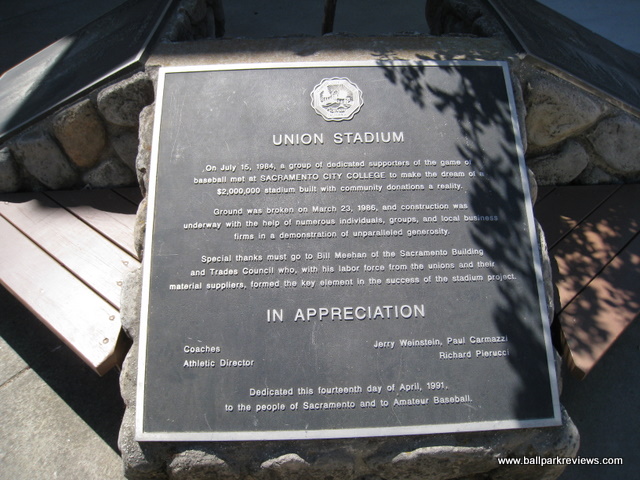 UNION STADIUM
On July 15, 1984, a group of dedicated supporters of the game of
baseball met at SACRAMENTO CITY COLLEGE to make the dream of a
$2,000,000 stadium built with community donations a reality.
Ground was broken on March 23, 1986, and construction was
underway with the help of numerous individuals, groups, and local business
firms in a demonstration of unparalleled generosity.
Special thanks must go to Bill Meehan of the Sacramento Building
and Trades Council who, with his labor force from the unions and their
material suppliers, formed the key element in the success of the stadium project.
IN APPRECIATION
Coaches Jerry Weinstein, Paul Carmazzi
Athletic Director Richard Pierucci
Dedicated this fourteenth day of April, 1991,
to the people of Sacramento and to Amateur Baseball.
www.ballparkreviews.com